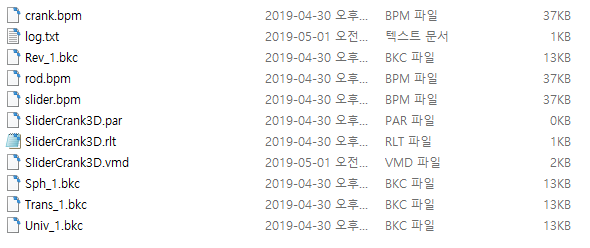 crank.bpm 2019-04-30 오후... BPM 파일 37KB
log.txt 2019-05-01 오전... 텍스트 문서 1KB
Rev_1.bkc 2019-04-30 오후... BKC 파일 13KB
rod.bpm 2019-04-30 오후... BPM 파일 37KB
slider.bpm 2019-04-30 오후... BPM 파일 37KB
SliderCrank3D.par 2019-04-30 오후... PAR 파일 0KB
SliderCrank3D.rlt 2019-04-30 오후... RLT 파일 1KB
SliderCrank3D.vmd 2019-05-01 오전... VMD 파일 2KB
Sph_1.bkc 2019-04-30 오후... BKC 파일 13KB
Trans_1.bkc 2019-04-30 오후... BKC 파일 13KB
Univ_1.bkc 2019-04-30 오후... BKC 파일 13KB